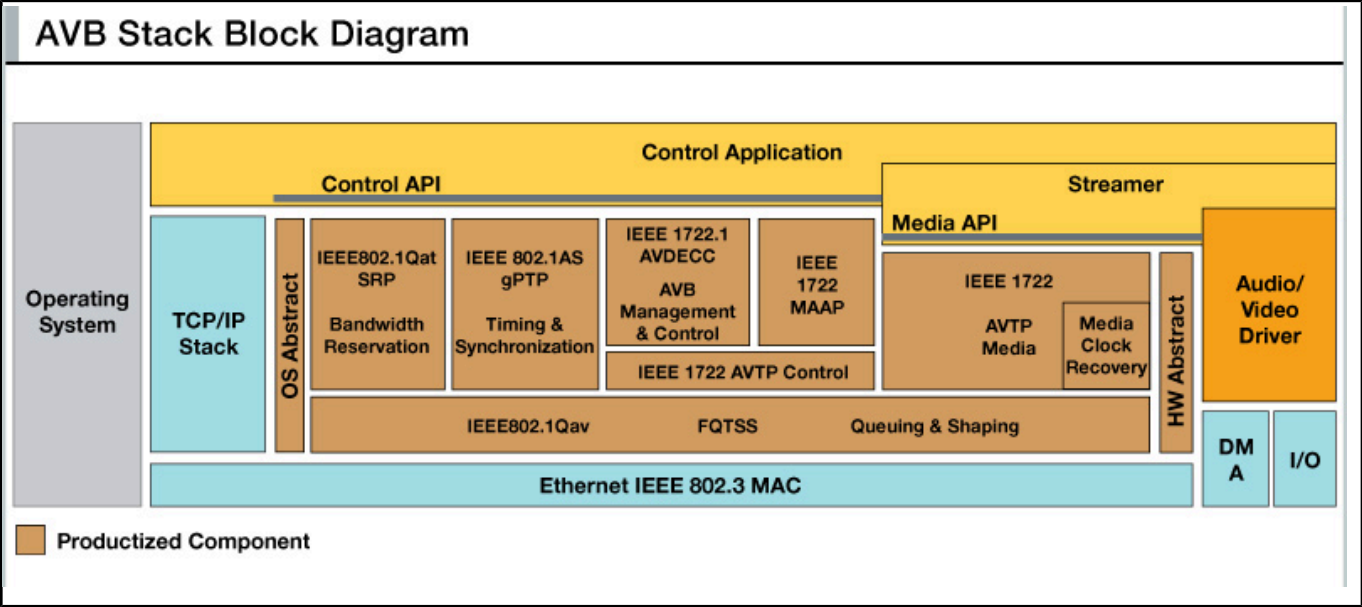 AVB Stack Block Diagram
Control Application
Control API
Streamer
Media API
Operating
System
TCP/IP
Stack
OS Abstract
IEEE802.1Qat
SRP
Bandwidth
Reservation
IEEE 802.1AS
gPTP
Timing &
Synchronization
IEEE 1722.1
AVDECC
AVB
Management
& Control
IEEE
1722
MAAP
IEEE 1722 AVTP Control
IEEE 1722
AVTP
Media
Media
Clock
Recovery
HW Abstract
Audio/
Video
Driver
IEEE802.1Qav FQTSS Queuing & Shaping
DM
A
I/O
Ethernet IEEE 802.3 MAC
Productized Component